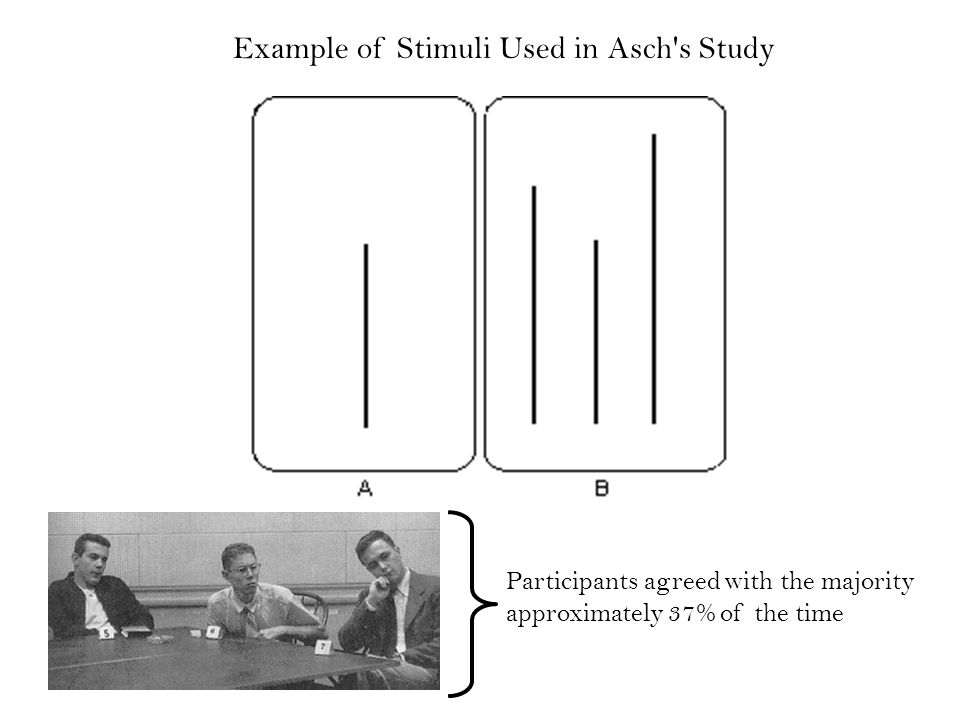 Example of Stimuli Used in Asch's Study
A
B
5
6
7
Participants agreed with the majority
approximately 37% of the time